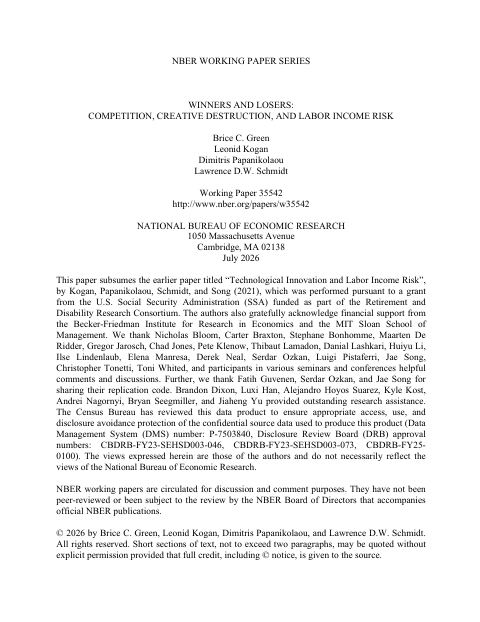 NBER WORKING PAPER SERIES
WINNERS AND LOSERS:
COMPETITION, CREATIVE DESTRUCTION, AND LABOR INCOME RISK
Brice C. Green
Leonid Kogan
Dimitris Papanikolaou
Lawrence D.W. Schmidt
Working Paper 35542
http://www.nber.org/papers/w35542
NATIONAL BUREAU OF ECONOMIC RESEARCH
1050 Massachusetts Avenue
Cambridge, MA 02138
July 2026
This paper subsumes the earlier paper titled “Technological Innovation and Labor Income Risk”,
by Kogan, Papanikolaou, Schmidt, and Song (2021), which was performed pursuant to a grant
from the U.S. Social Security Administration (SSA) funded as part of the Retirement and
Disability Research Consortium. The authors also gratefully acknowledge financial support from
the Becker-Friedman Institute for Research in Economics and the MIT Sloan School of
Management. We thank Nicholas Bloom, Carter Braxton, Stephane Bonhomme, Maarten De
Ridder, Gregor Jarosch, Chad Jones, Pete Klenow, Thibaut Lamadon, Danial Lashkari, Huiyu Li,
Ilse Lindenlaub, Elena Manresa, Derek Neal, Serdar Ozkan, Luigi Pistaferri, Jae Song,
Christopher Tonetti, Toni Whited, and participants in various seminars and conferences helpful
comments and discussions. Further, we thank Fatih Guvenen, Serdar Ozkan, and Jae Song for
sharing their replication code. Brandon Dixon, Luxi Han, Alejandro Hoyos Suarez, Kyle Kost,
Andrei Nagornyi, Bryan Seegmiller, and Jiaheng Yu provided outstanding research assistance.
The Census Bureau has reviewed this data product to ensure appropriate access, use, and
disclosure avoidance protection of the confidential source data used to produce this product (Data
Management System (DMS) number: P-7503840, Disclosure Review Board (DRB) approval
numbers: CBDRB-FY23-SEHSD003-046, CBDRB-FY23-SEHSD003-073, CBDRB-FY25-
0100). The views expressed herein are those of the authors and do not necessarily reflect the
views of the National Bureau of Economic Research.
NBER working papers are circulated for discussion and comment purposes. They have not been
peer-reviewed or been subject to the review by the NBER Board of Directors that accompanies
official NBER publications.
© 2026 by Brice C. Green, Leonid Kogan, Dimitris Papanikolaou, and Lawrence D.W. Schmidt.
All rights reserved. Short sections of text, not to exceed two paragraphs, may be quoted without
explicit permission provided that full credit, including © notice, is given to the source.